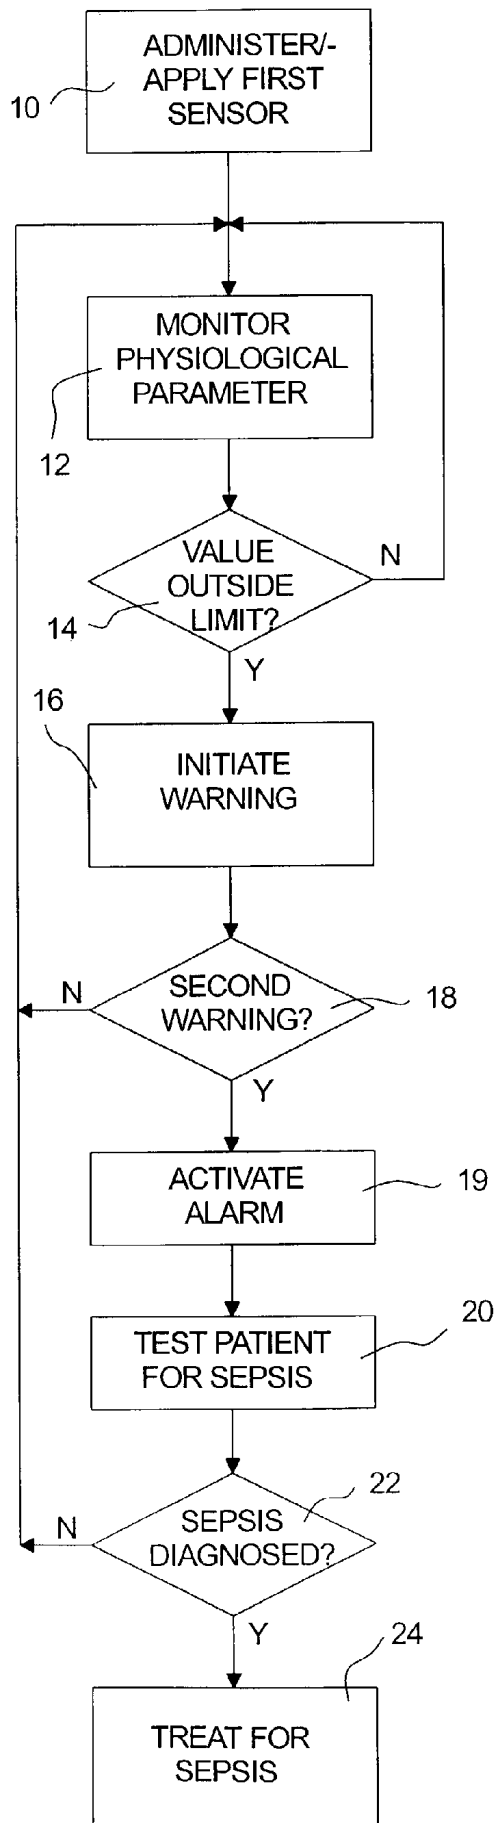 ADMINISTER/-
APPLY FIRST
SENSOR
10
MONITOR
PHYSIOLOGICAL
PARAMETER
12
VALUE
OUTSIDE
LIMIT?
N
14
Y
16
INITIATE
WARNING
N
SECOND
WARNING?
18
Y
ACTIVATE
ALARM
19
20
TEST PATIENT
FOR SEPSIS
22
N
SEPSIS
DIAGNOSED?
Y
24
TREAT FOR
SEPSIS